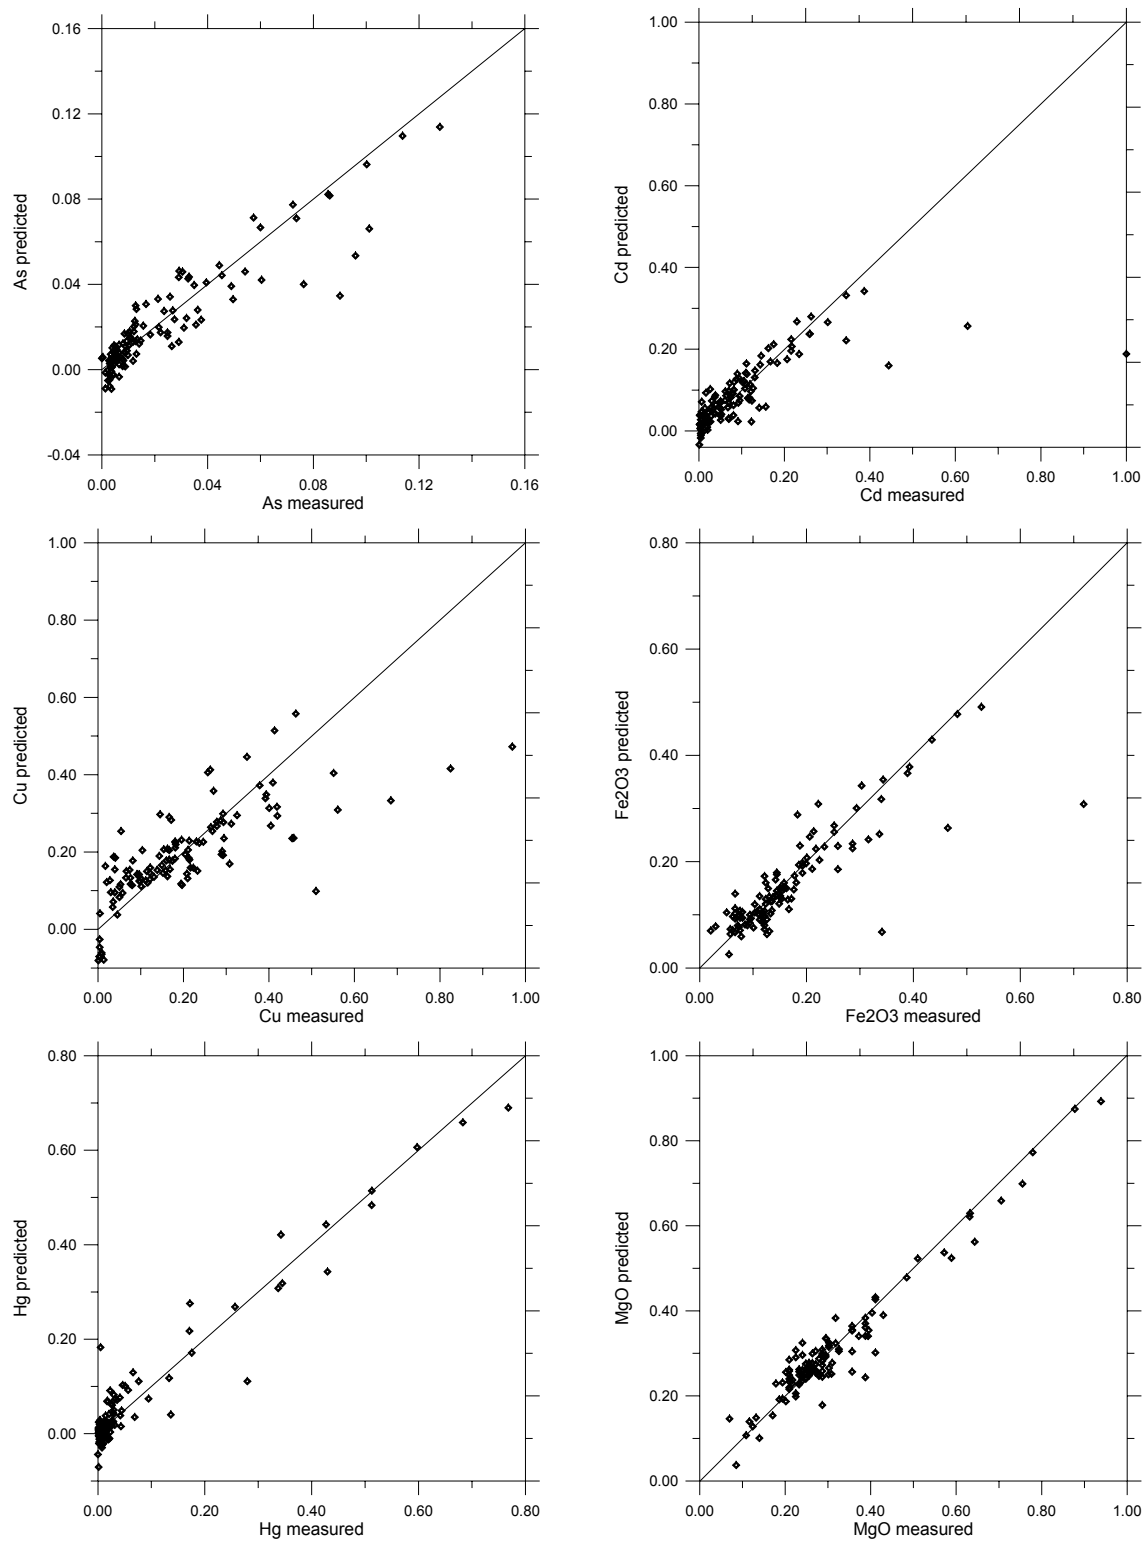 0.16
0.12
0.08
0.04
0.00
-0.04
As predicted
0.00 0.04 0.08 0.12 0.16
As measured
1.00
0.80
0.60
0.40
0.20
0.00
Cd predicted
0.00 0.20 0.40 0.60 0.80 1.00
Cd measured
1.00
0.80
0.60
0.40
0.20
0.00
Cu predicted
0.00 0.20 0.40 0.60 0.80 1.00
Cu measured
0.80
0.60
0.40
0.20
0.00
Fe2O3 predicted
0.00 0.20 0.40 0.60 0.80
Fe2O3 measured
0.80
0.60
0.40
0.20
0.00
Hg predicted
0.00 0.20 0.40 0.60 0.80
Hg measured
1.00
0.80
0.60
0.40
0.20
0.00
MgO predicted
0.00 0.20 0.40 0.60 0.80 1.00
MgO measured